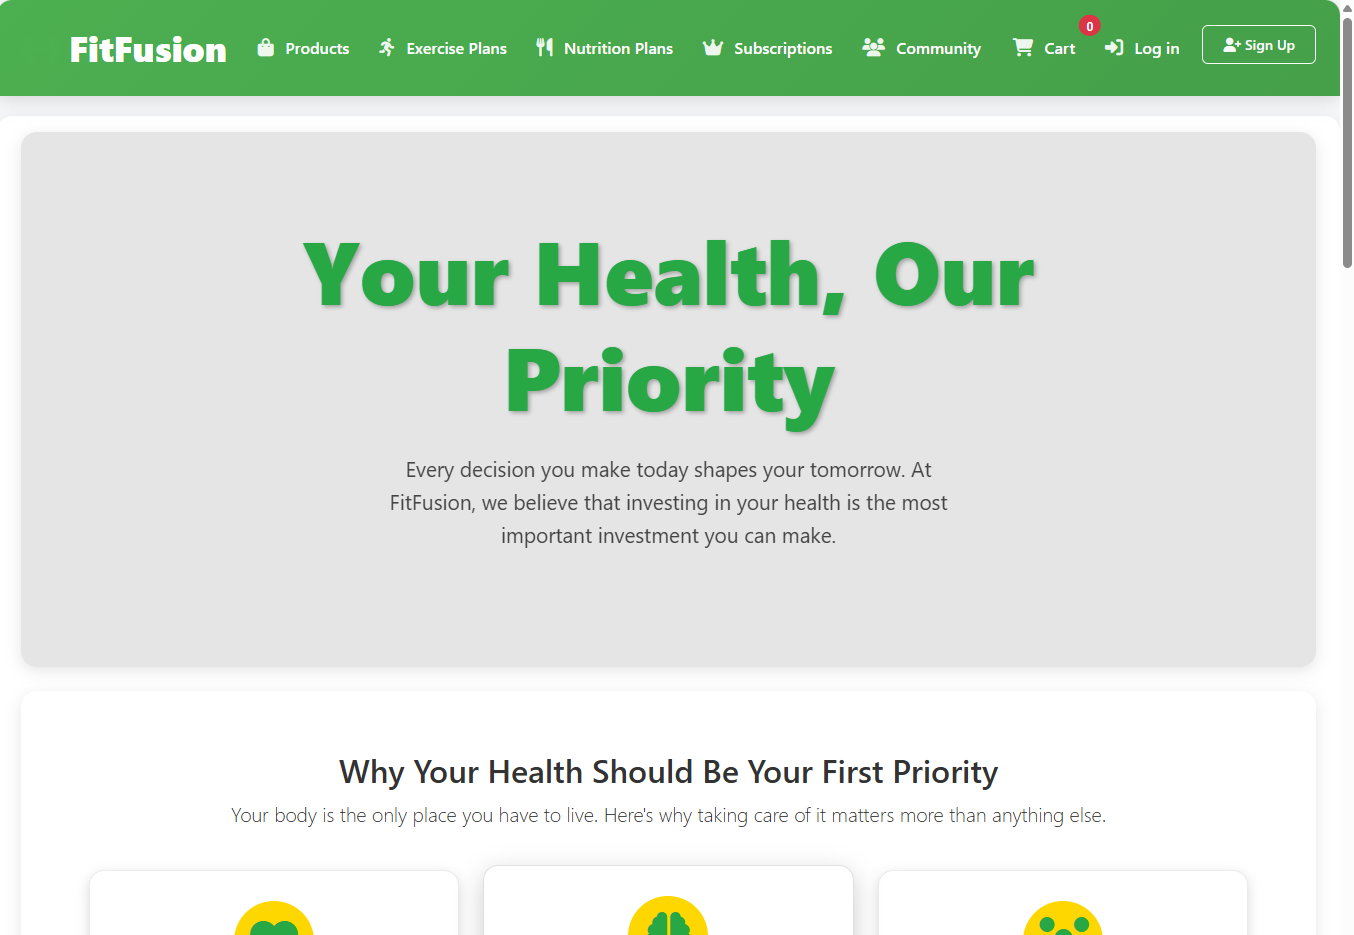 FitFusion Products Exercise Plans Nutrition Plans Subscriptions Community Cart 0 Log in Sign Up
Your Health, Our
Priority
Every decision you make today shapes your tomorrow. At
FitFusion, we believe that investing in your health is the most
important investment you can make.
Why Your Health Should Be Your First Priority
Your body is the only place you have to live. Here's why taking care of it matters more than anything else.